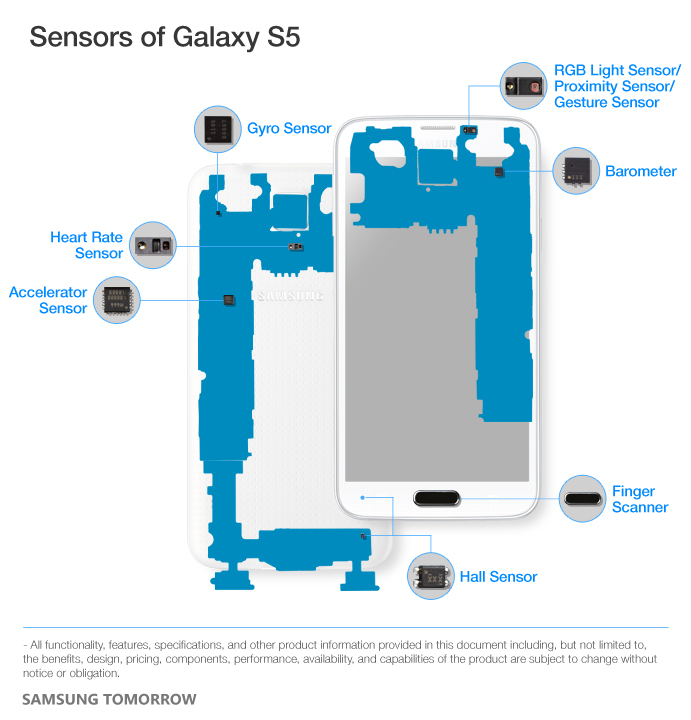 Sensors of Galaxy S5
RGB Light Sensor/
Proximity Sensor/
Gesture Sensor
Gyro Sensor
Barometer
Heart Rate
Sensor
Accelerator
Sensor
SAMSUNG
SAMSUNG
Finger
Scanner
Hall Sensor
- All functionality, features, specifications, and other product information provided in this document including, but not limited to,
the benefits, design, pricing, components, performance, availability, and capabilities of the product are subject to change without
notice or obligation.
SAMSUNG TOMORROW